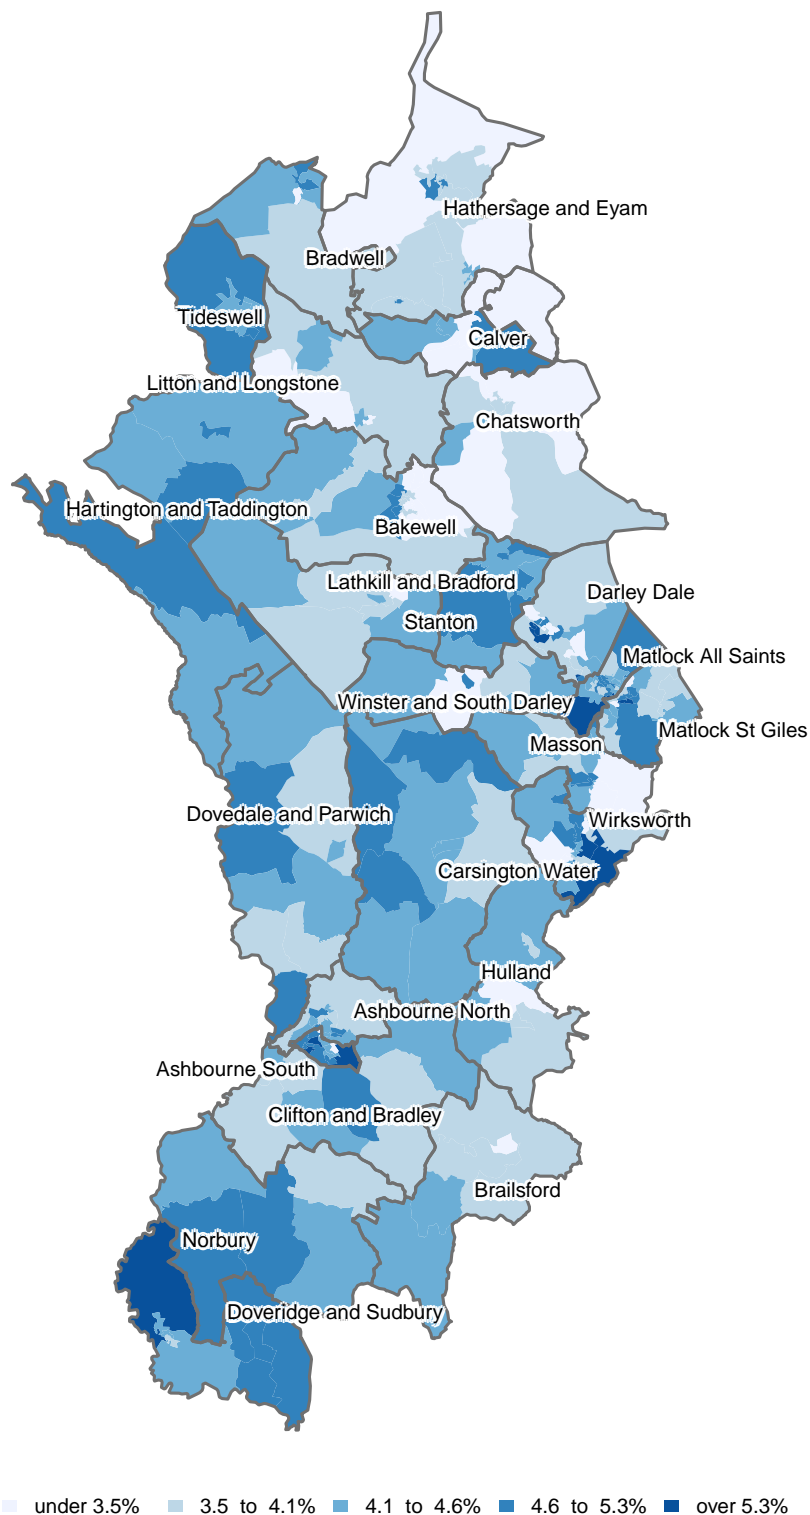 Hathersage and Eyam
Bradwell
Tideswell
Calver
Litton and Longstone
Chatsworth
Hartington and Taddington
Bakewell
Lathkill and Bradford
Darley Dale
Stanton
Matlock All Saints
Winster and South Darley
Matlock St Giles
Masson
Dovedale and Parwich
Wirksworth
Carsington Water
Hulland
Ashbourne North
Ashbourne South
Clifton and Bradley
Brailsford
Norbury
Doveridge and Sudbury
under 3.5% 3.5 to 4.1% 4.1 to 4.6% 4.6 to 5.3% over 5.3%